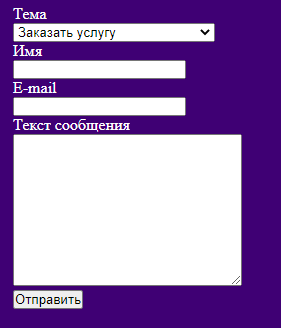 Тема
Заказать услугу
Имя
E-mail
Текст сообщения
Отправить